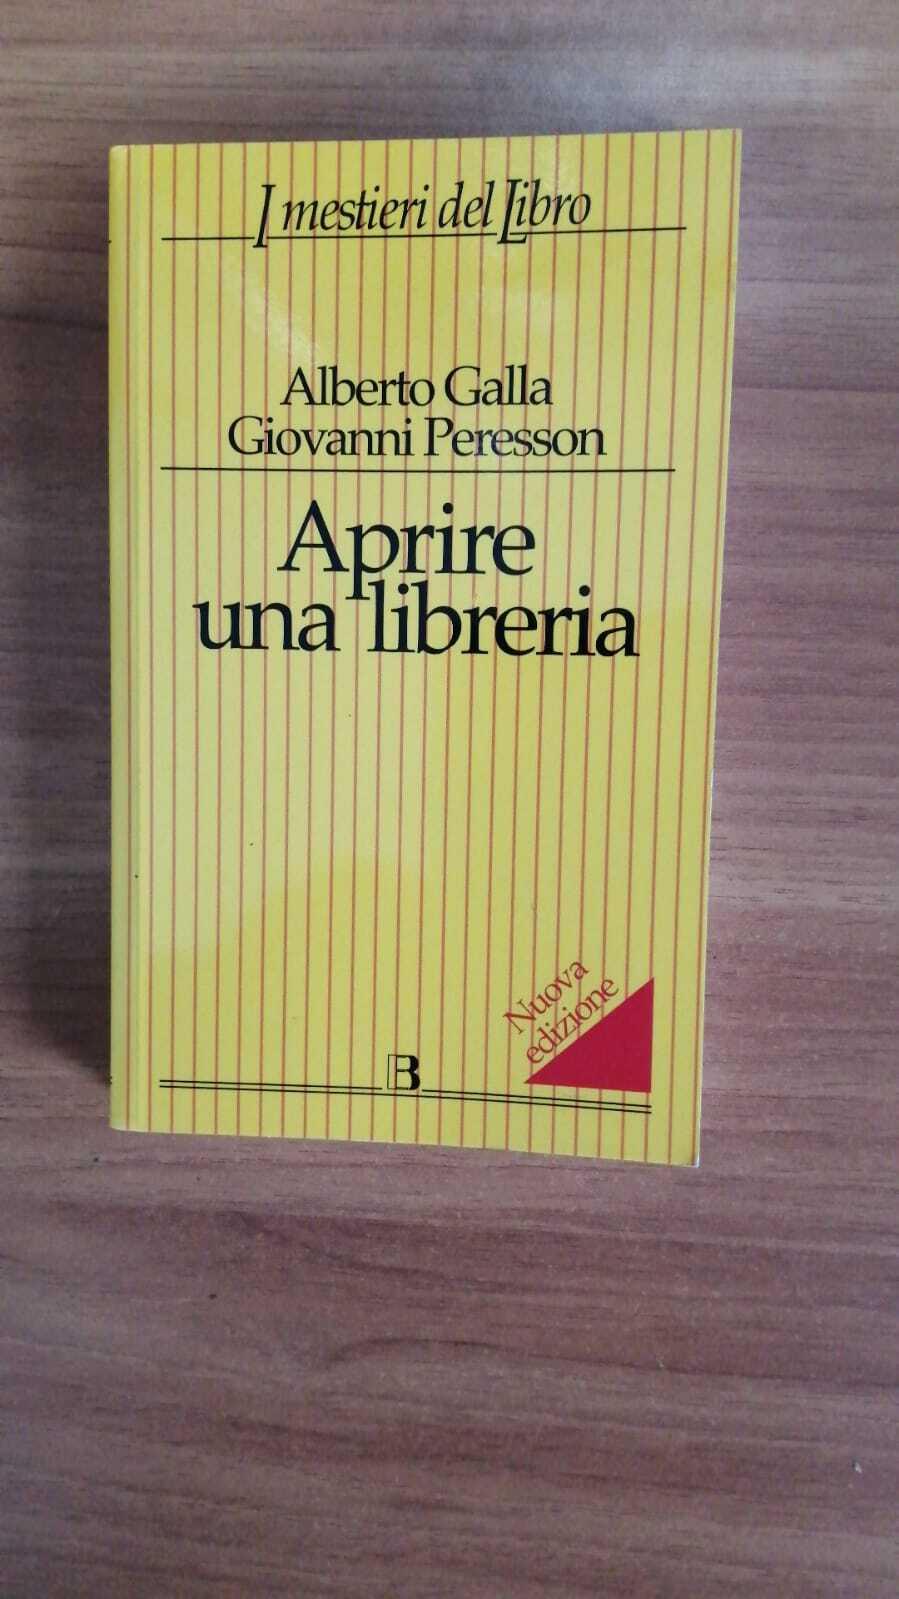 I mestieri del Libro
Alberto Galla
Giovanni Peresson
Aprire
una libreria
Nuova
edizione
B